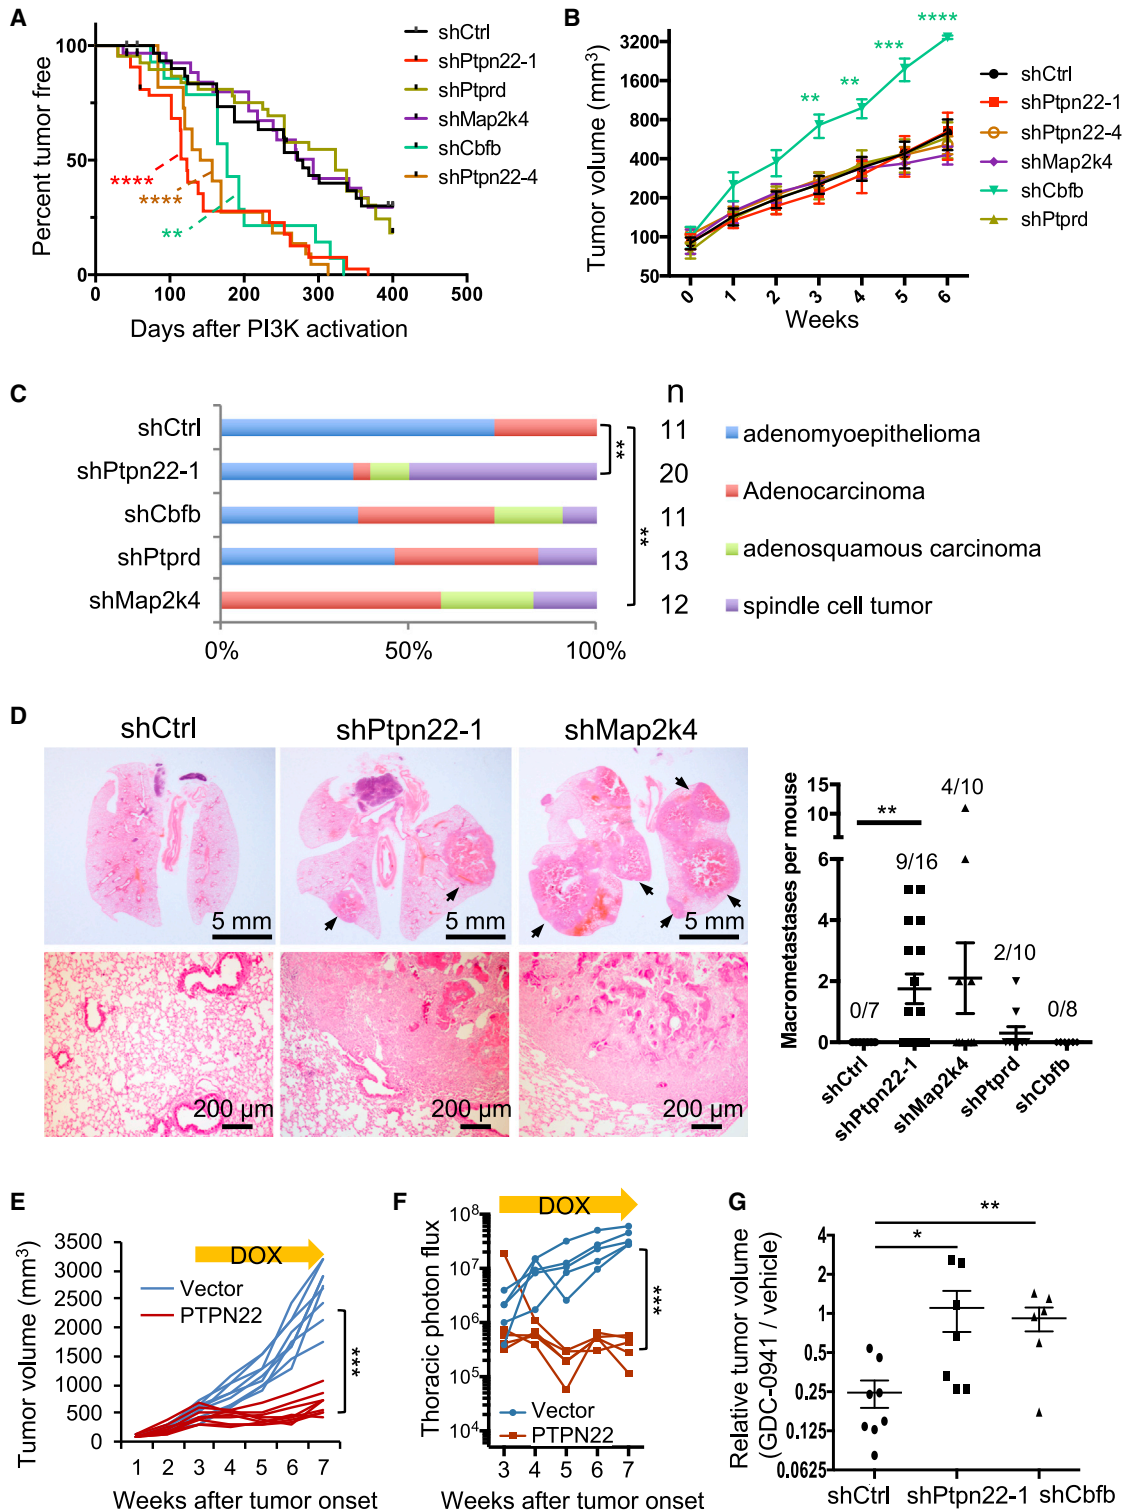 A
Percent tumor free
100
50
0
0
100
200
300
400
500
Days after PI3K activation
shCtrl
shPtpn22-1
shPtprd
shMap2k4
shCbfb
shPtpn22-4
****
****
**
B
Tumor volume (mm³)
3200
1600
800
400
200
100
50
0
1
2
3
4
5
6
Weeks
**
**
***
****
shCtrl
shPtpn22-1
shPtpn22-4
shMap2k4
shCbfb
shPtprd
C
n
shCtrl
11
shPtpn22-1
20
shCbfb
11
shPtprd
13
shMap2k4
12
0%
50%
100%
**
**
adenomyoepithelioma
Adenocarcinoma
adenosquamous carcinoma
spindle cell tumor
D
shCtrl
shPtpn22-1
shMap2k4
5 mm
5 mm
5 mm
200 µm
200 µm
200 µm
Macrometastases per mouse
15
10
6
4
2
0
**
0/7
9/16
4/10
2/10
0/8
shCtrl
shPtpn22-1
shMap2k4
shPtprd
shCbfb
E
DOX
Tumor volume (mm³)
3500
3000
2500
2000
1500
1000
500
0
Vector
PTPN22
***
1
2
3
4
5
6
7
Weeks after tumor onset
F
DOX
Thoracic photon flux
10⁸
10⁷
10⁶
10⁵
10⁴
***
Vector
PTPN22
3
4
5
6
7
Weeks after tumor onset
G
Relative tumor volume
(GDC-0941 / vehicle)
4
2
1
0.5
0.25
0.125
0.0625
*
**
shCtrl
shPtpn22-1
shCbfb